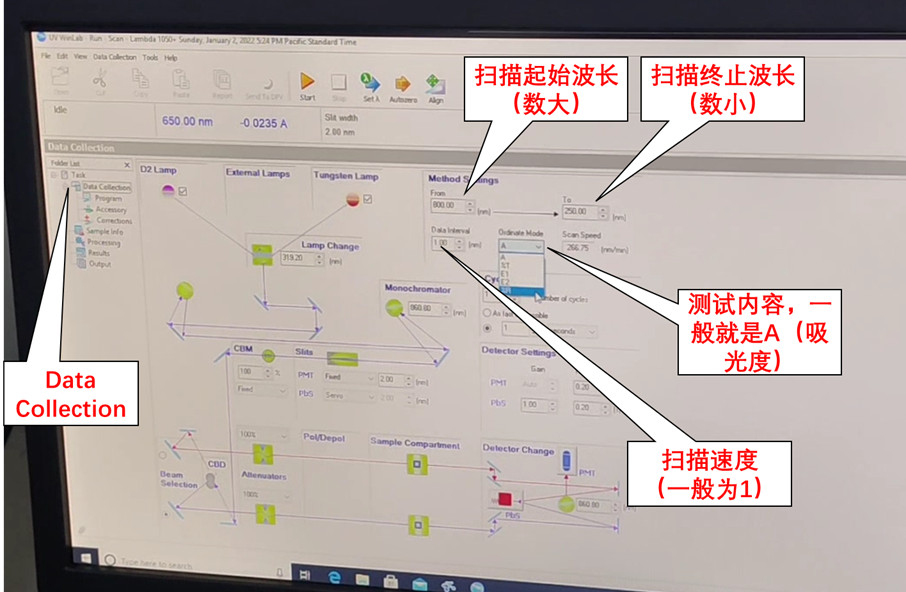 UV WinLab - Run - Scan - Lambda 1050+ Sunday, January 2, 2022 5:24 PM Pacific Standard Time
File Edit View Data Collection Tools Help
Open Cut Copy Paste Report Send To DPV Start Stop Set λ Autozero Align
Idle
650.00 nm -0.0235 A
Slit width
2.00 nm
扫描起始波长
（数大）
扫描终止波长
（数小）
Data Collection
Folder List
Task
Data Collection
Program
Accessory
Corrections
Sample Info
Processing
Results
Output
D2 Lamp
External Lamps
Tungsten Lamp
Lamp Change
319.20 (nm)
Method Settings
From
800.00 (nm)
To
250.00 (nm)
Data Interval
1.00 (nm)
Ordinate Mode
A
A
%T
E1
E2
Scan Speed
266.75 (nm/min)
Monochromator
860.80 (nm)
1
number of cycles
As fast
1
测试内容，一
般就是A（吸
光度）
Data
Collection
CBM
100 %
Fixed
Slits
PMT Fixed 2.00 (nm)
PbS Servo 2.00 (nm)
Detector Settings
Gain
PMT Auto 0.20
PbS 1.00 0.20
扫描速度
（一般为1）
100%
CBD
Beam
Selection
Attenuators
100%
Pol/Depol
Sample Compartment
Detector Change
PMT
PbS
860.80
Type here to search